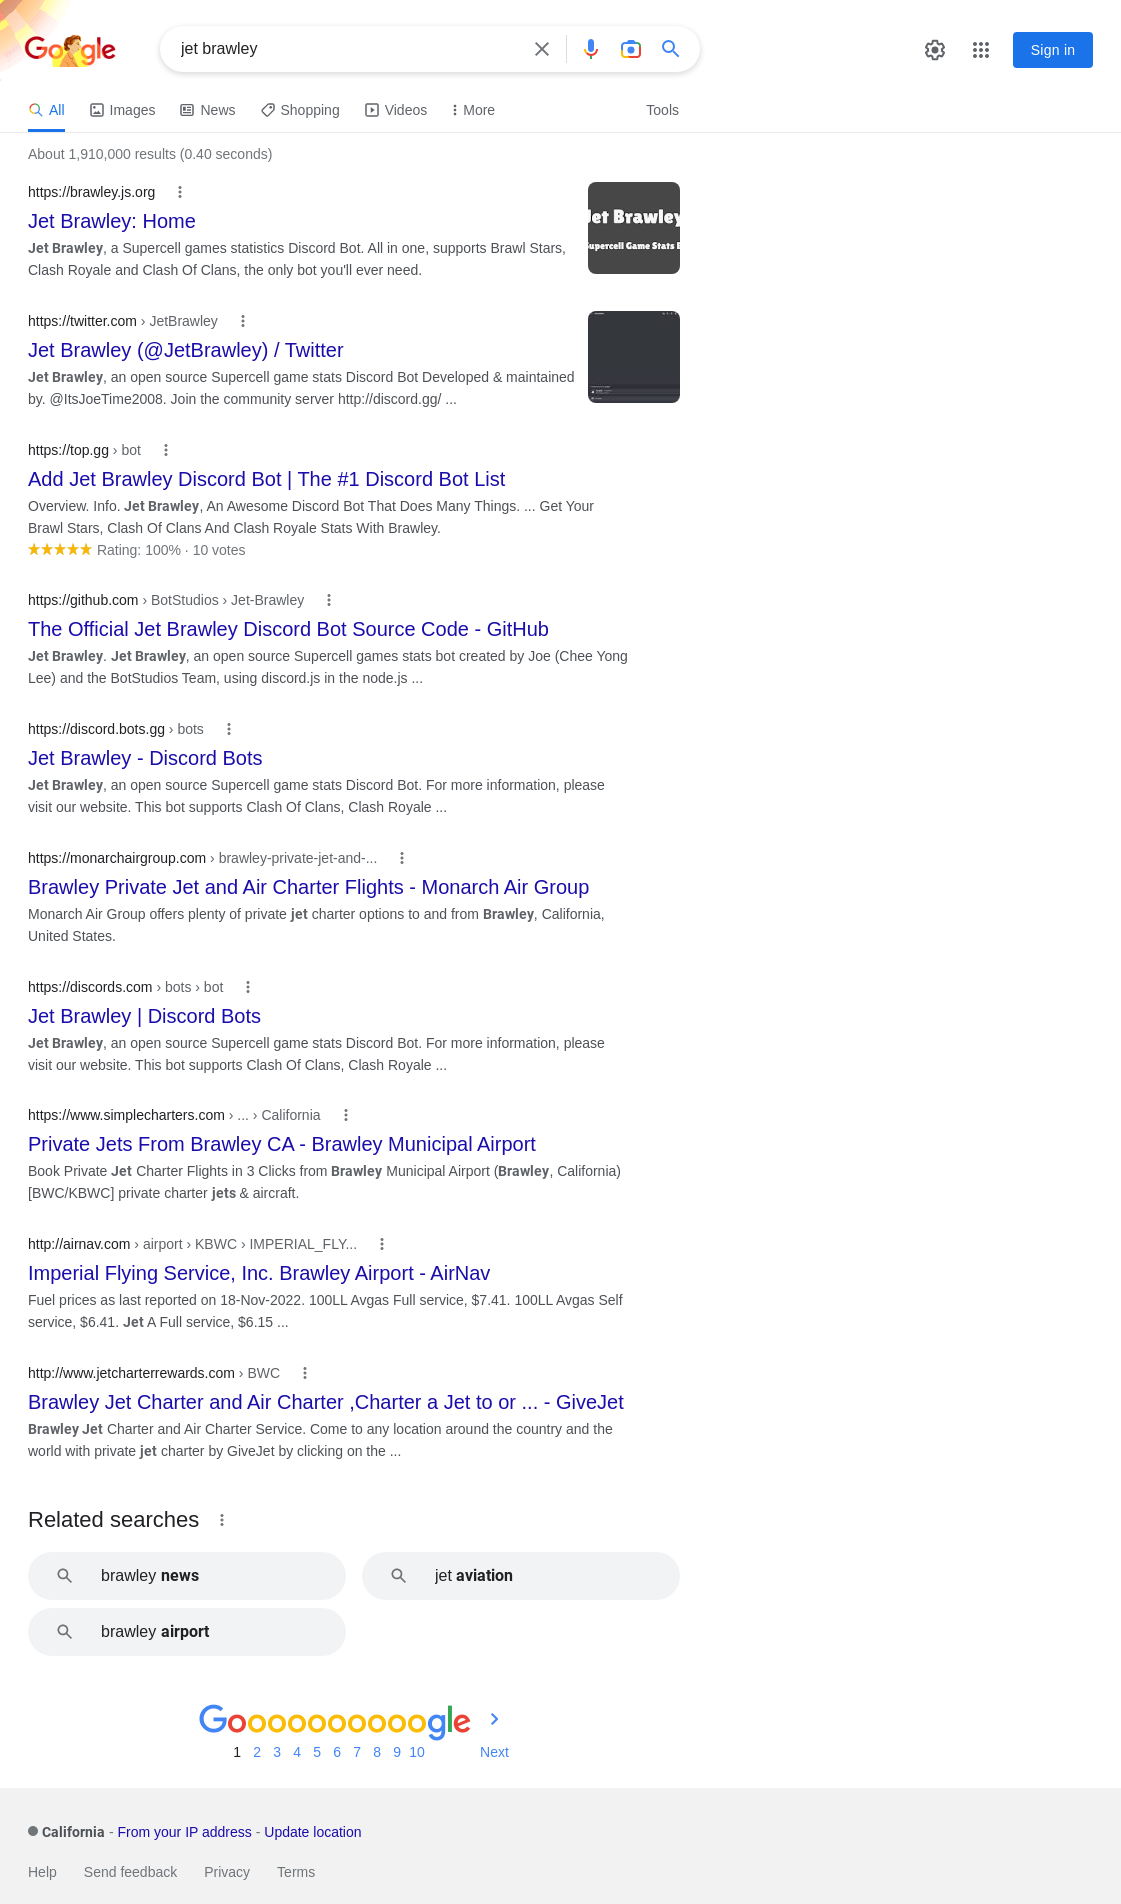 Google
jet brawley
Sign in
All
Images
News
Shopping
Videos
More
Tools
About 1,910,000 results (0.40 seconds)
https://brawley.js.org
Jet Brawley: Home
Jet Brawley, a Supercell games statistics Discord Bot. All in one, supports Brawl Stars,
Clash Royale and Clash Of Clans, the only bot you'll ever need.
Jet Brawley
Supercell Game Stats
https://twitter.com › JetBrawley
Jet Brawley (@JetBrawley) / Twitter
Jet Brawley, an open source Supercell game stats Discord Bot Developed & maintained
by. @ItsJoeTime2008. Join the community server http://discord.gg/ ...
https://top.gg › bot
Add Jet Brawley Discord Bot | The #1 Discord Bot List
Overview. Info. Jet Brawley, An Awesome Discord Bot That Does Many Things. ... Get Your
Brawl Stars, Clash Of Clans And Clash Royale Stats With Brawley.
Rating: 100% · 10 votes
https://github.com › BotStudios › Jet-Brawley
The Official Jet Brawley Discord Bot Source Code - GitHub
Jet Brawley. Jet Brawley, an open source Supercell games stats bot created by Joe (Chee Yong
Lee) and the BotStudios Team, using discord.js in the node.js ...
https://discord.bots.gg › bots
Jet Brawley - Discord Bots
Jet Brawley, an open source Supercell game stats Discord Bot. For more information, please
visit our website. This bot supports Clash Of Clans, Clash Royale ...
https://monarchairgroup.com › brawley-private-jet-and-...
Brawley Private Jet and Air Charter Flights - Monarch Air Group
Monarch Air Group offers plenty of private jet charter options to and from Brawley, California,
United States.
https://discords.com › bots › bot
Jet Brawley | Discord Bots
Jet Brawley, an open source Supercell game stats Discord Bot. For more information, please
visit our website. This bot supports Clash Of Clans, Clash Royale ...
https://www.simplecharters.com › ... › California
Private Jets From Brawley CA - Brawley Municipal Airport
Book Private Jet Charter Flights in 3 Clicks from Brawley Municipal Airport (Brawley, California)
[BWC/KBWC] private charter jets & aircraft.
http://airnav.com › airport › KBWC › IMPERIAL_FLY...
Imperial Flying Service, Inc. Brawley Airport - AirNav
Fuel prices as last reported on 18-Nov-2022. 100LL Avgas Full service, $7.41. 100LL Avgas Self
service, $6.41. Jet A Full service, $6.15 ...
http://www.jetcharterrewards.com › BWC
Brawley Jet Charter and Air Charter ,Charter a Jet to or ... - GiveJet
Brawley Jet Charter and Air Charter Service. Come to any location around the country and the
world with private jet charter by GiveJet by clicking on the ...
Related searches
brawley news
jet aviation
brawley airport
Goooooooooogle
1 2 3 4 5 6 7 8 9 10 Next
California - From your IP address - Update location
Help Send feedback Privacy Terms